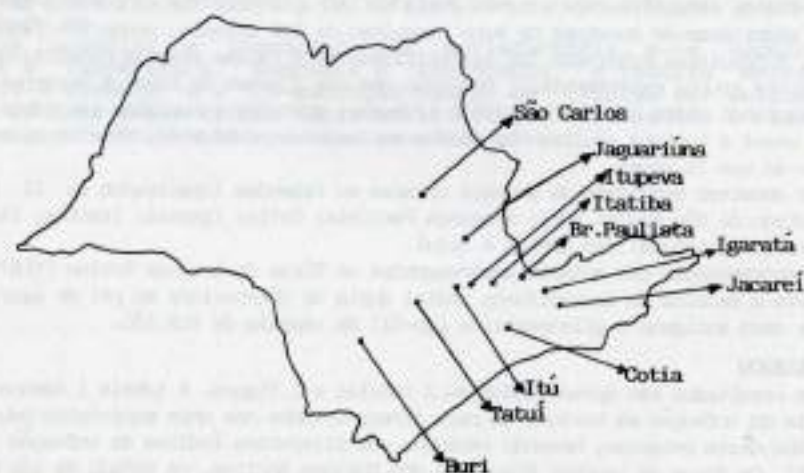 São Carlos
Jaguariúna
Itupeva
Itatiba
Br.Paulista
Igaratá
Jacareí
Cotia
Itú
Tatuí
Buri